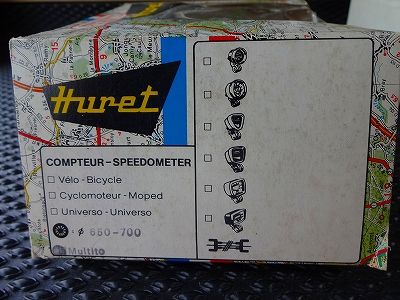 Huret
COMPTEUR-SPEEDOMETER
Vélo-Bicycle
Cyclomoteur-Moped
Universo-Universo
: ø 650-700
Multito